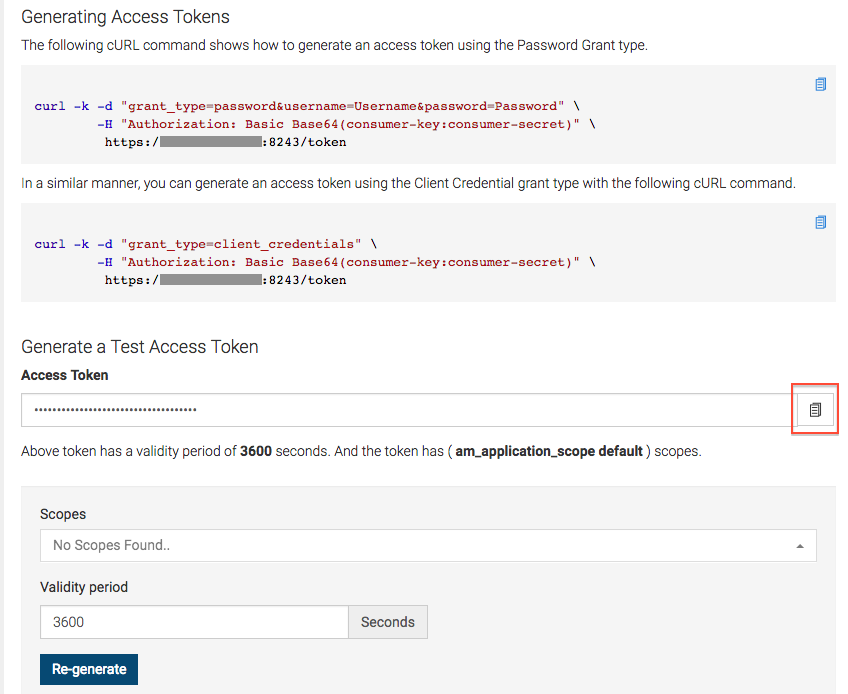 Generating Access Tokens
The following cURL command shows how to generate an access token using the Password Grant type.
curl -k -d "grant_type=password&username=Username&password=Password" \
-H "Authorization: Basic Base64(consumer-key:consumer-secret)" \
https:/:8243/token
In a similar manner, you can generate an access token using the Client Credential grant type with the following cURL command.
curl -k -d "grant_type=client_credentials" \
-H "Authorization: Basic Base64(consumer-key:consumer-secret)" \
https:/:8243/token
Generate a Test Access Token
Access Token
••••••••••••••••••••••••••••••••••••
Above token has a validity period of 3600 seconds. And the token has ( am_application_scope default ) scopes.
Scopes
No Scopes Found..
Validity period
3600 Seconds
Re-generate